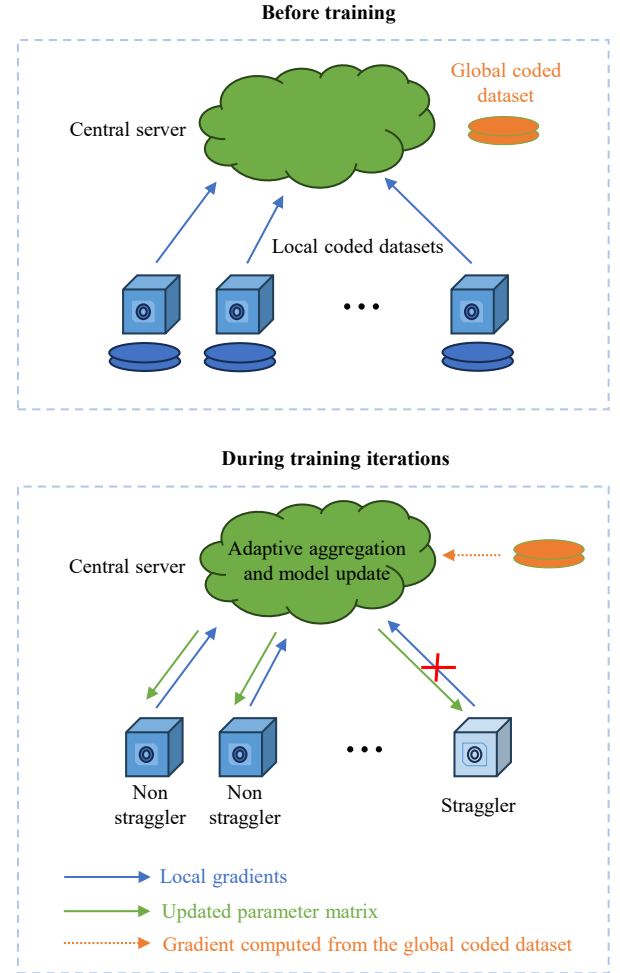 Before training
Global coded
dataset
Central server
Local coded datasets
During training iterations
Adaptive aggregation
and model update
Central server
Non
straggler
Non
straggler
Straggler
Local gradients
Updated parameter matrix
Gradient computed from the global coded dataset